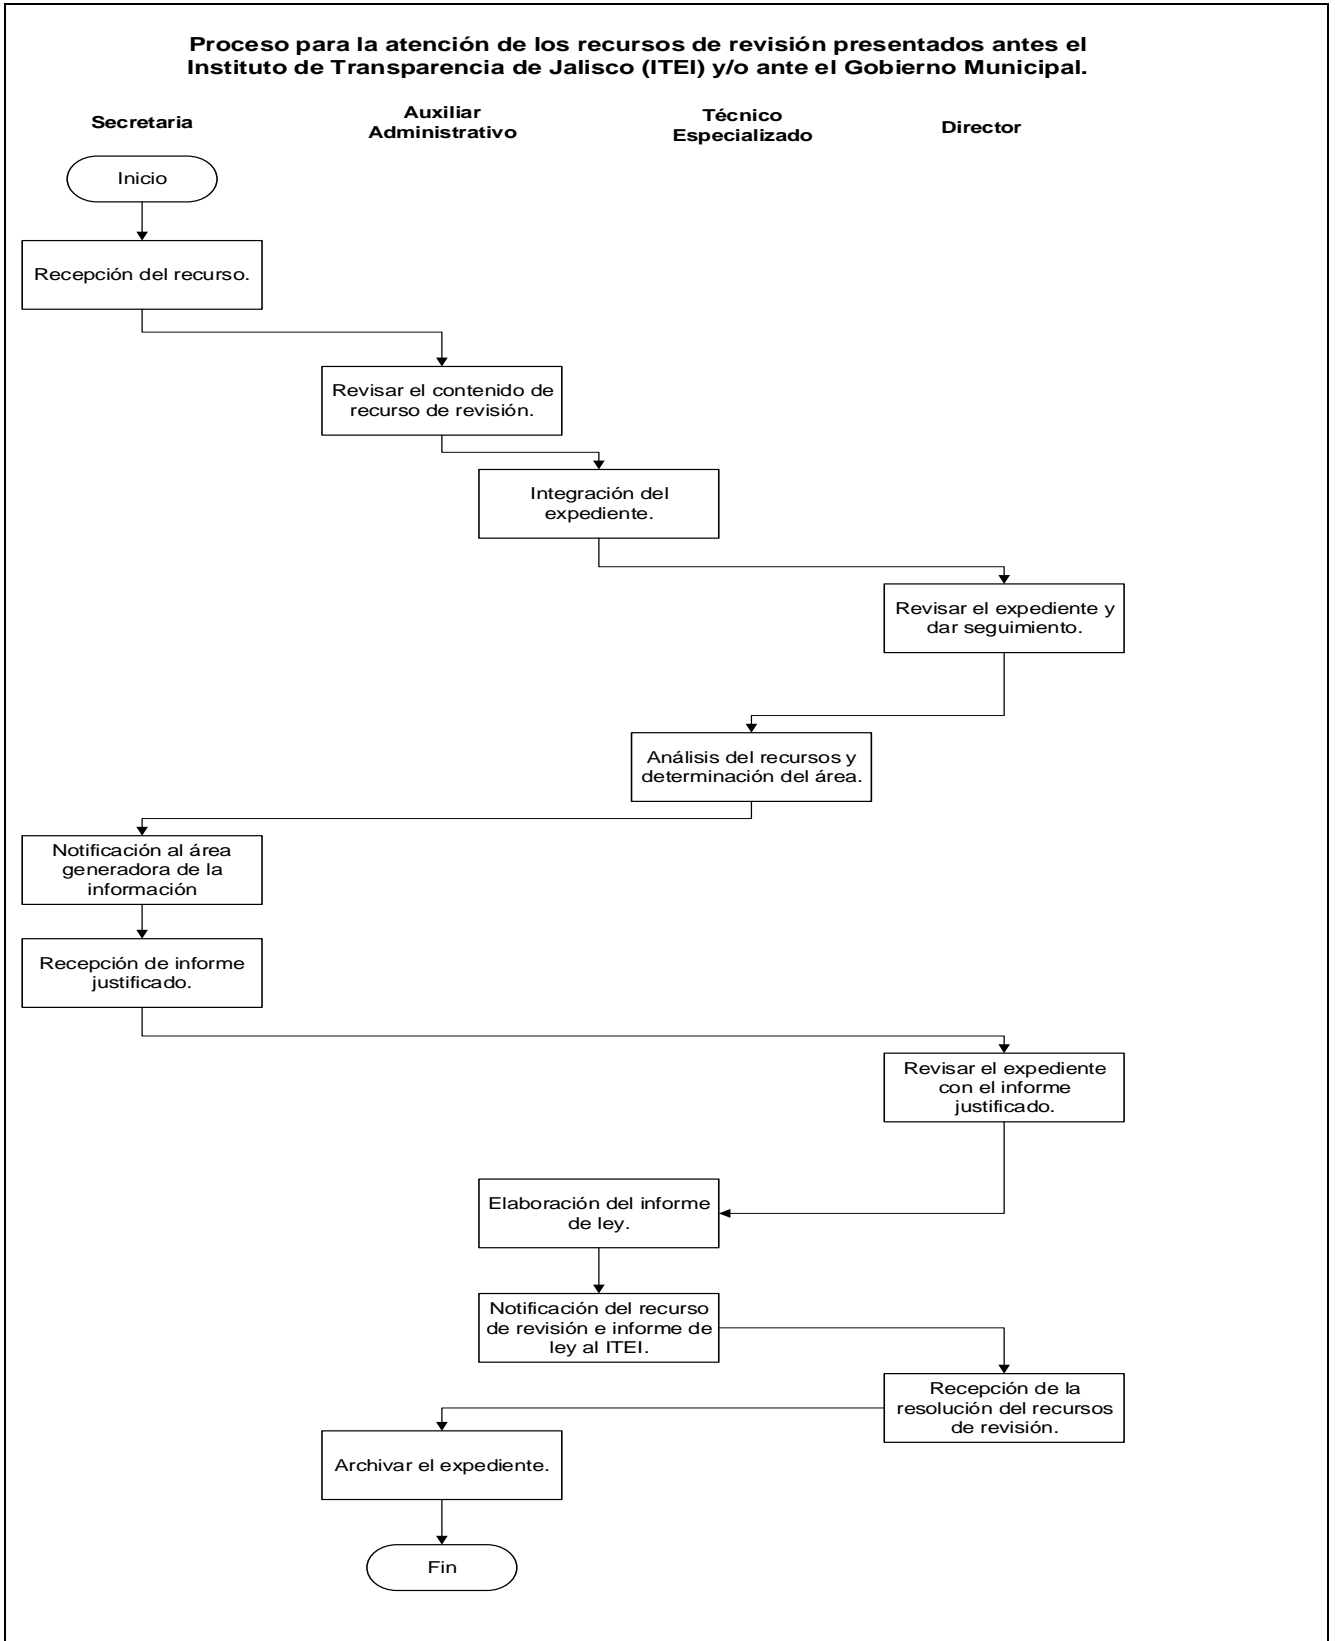 Proceso para la atención de los recursos de revisión presentados antes el
Instituto de Transparencia de Jalisco (ITEI) y/o ante el Gobierno Municipal.
Secretaria
Auxiliar
Administrativo
Técnico
Especializado
Director
Inicio
Recepción del recurso.
Revisar el contenido de
recurso de revisión.
Integración del
expediente.
Revisar el expediente y
dar seguimiento.
Análisis del recursos y
determinación del área.
Notificación al área
generadora de la
información
Recepción de informe
justificado.
Revisar el expediente
con el informe
justificado.
Elaboración del informe
de ley.
Notificación del recurso
de revisión e informe de
ley al ITEI.
Recepción de la
resolución del recursos
de revisión.
Archivar el expediente.
Fin